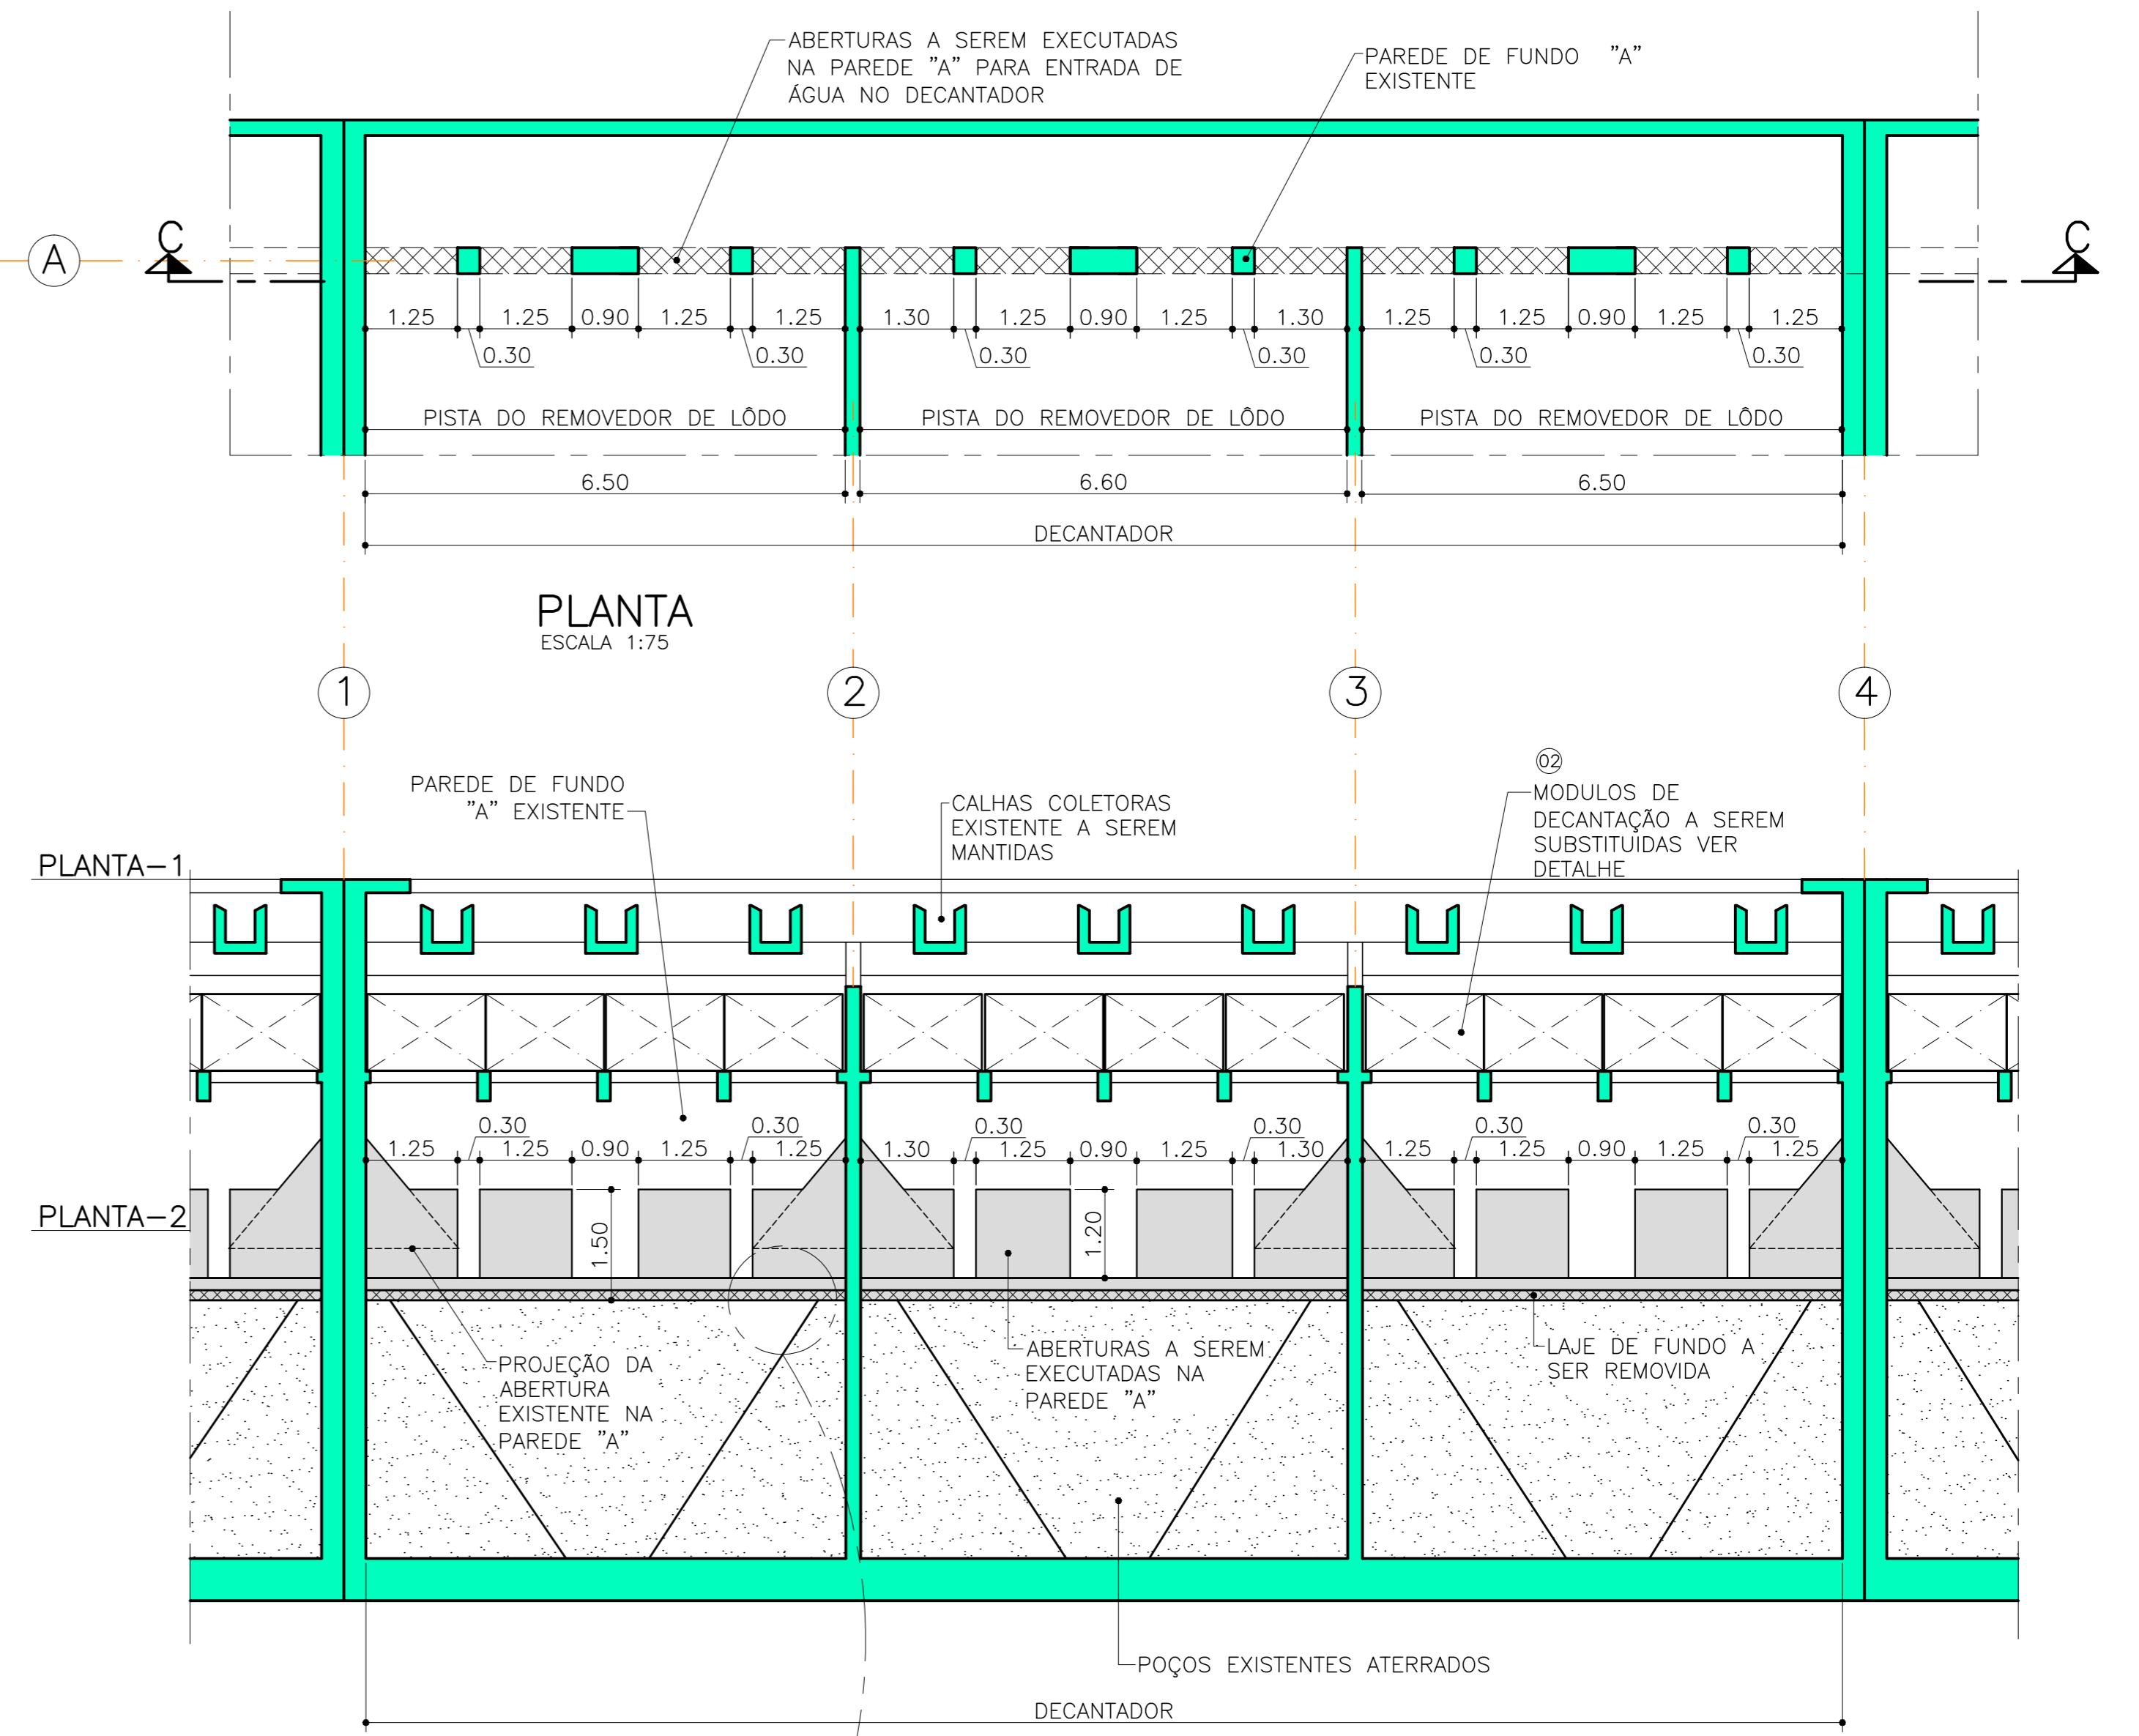 ABERTURAS A SEREM EXECUTADAS
NA PAREDE "A" PARA ENTRADA DE
ÁGUA NO DECANTADOR
PAREDE DE FUNDO "A"
EXISTENTE
A
C
C
1.25 1.25 0.90 1.25 1.25 1.30 1.25 0.90 1.25 1.30 1.25 1.25 0.90 1.25 1.25
0.30 0.30 0.30 0.30 0.30 0.30
PISTA DO REMOVEDOR DE LÔDO
PISTA DO REMOVEDOR DE LÔDO
PISTA DO REMOVEDOR DE LÔDO
6.50 6.60 6.50
DECANTADOR
PLANTA
ESCALA 1:75
1 2 3 4
PAREDE DE FUNDO
"A" EXISTENTE
CALHAS COLETORAS
EXISTENTE A SEREM
MANTIDAS
02
MODULOS DE
DECANTAÇÃO A SEREM
SUBSTITUIDAS VER
DETALHE
PLANTA-1
0.30 0.30 0.30 0.30 0.30 0.30
1.25 1.25 0.90 1.25 1.25 1.30 1.25 0.90 1.25 1.30 1.25 1.25 0.90 1.25 1.25
PLANTA-2
1.50
1.20
PROJEÇÃO DA
ABERTURA
EXISTENTE NA
PAREDE "A"
ABERTURAS A SEREM
EXECUTADAS NA
PAREDE "A"
LAJE DE FUNDO A
SER REMOVIDA
POÇOS EXISTENTES ATERRADOS
DECANTADOR